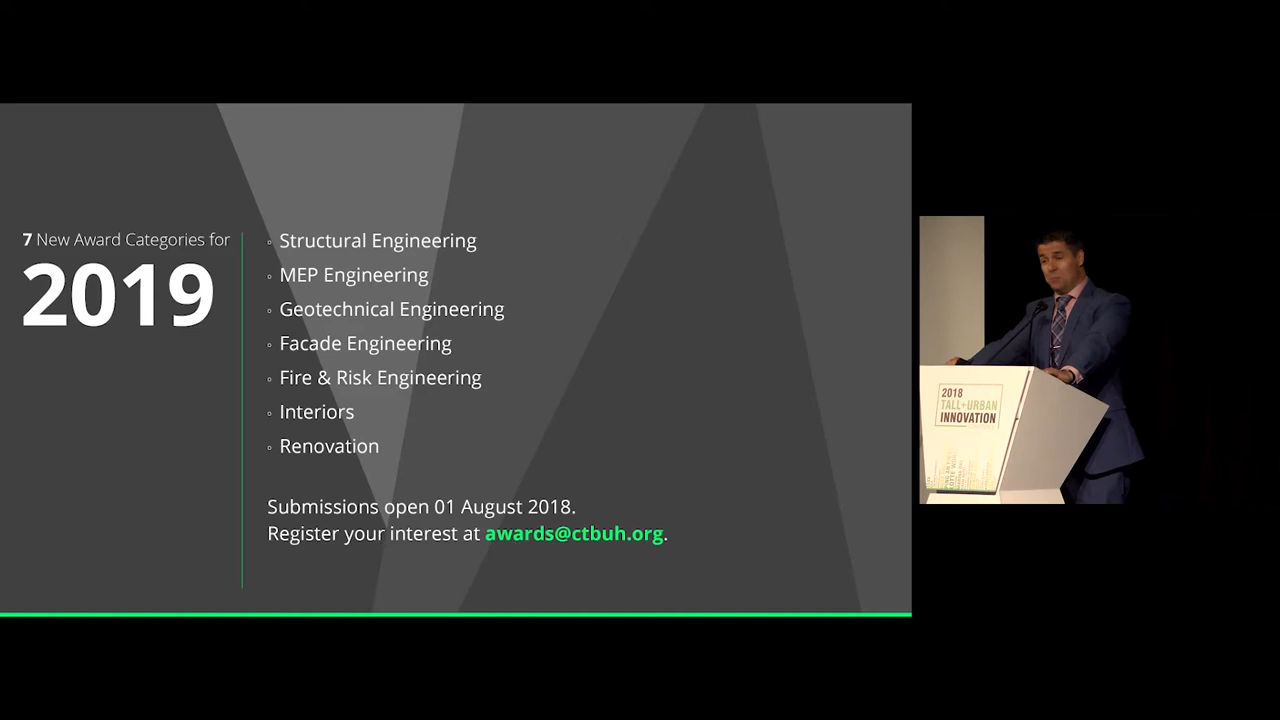 7 New Award Categories for
2019
Structural Engineering
MEP Engineering
Geotechnical Engineering
Facade Engineering
Fire & Risk Engineering
Interiors
Renovation
Submissions open 01 August 2018.
Register your interest at awards@ctbuh.org.
2018
TALL+URBAN
INNOVATION